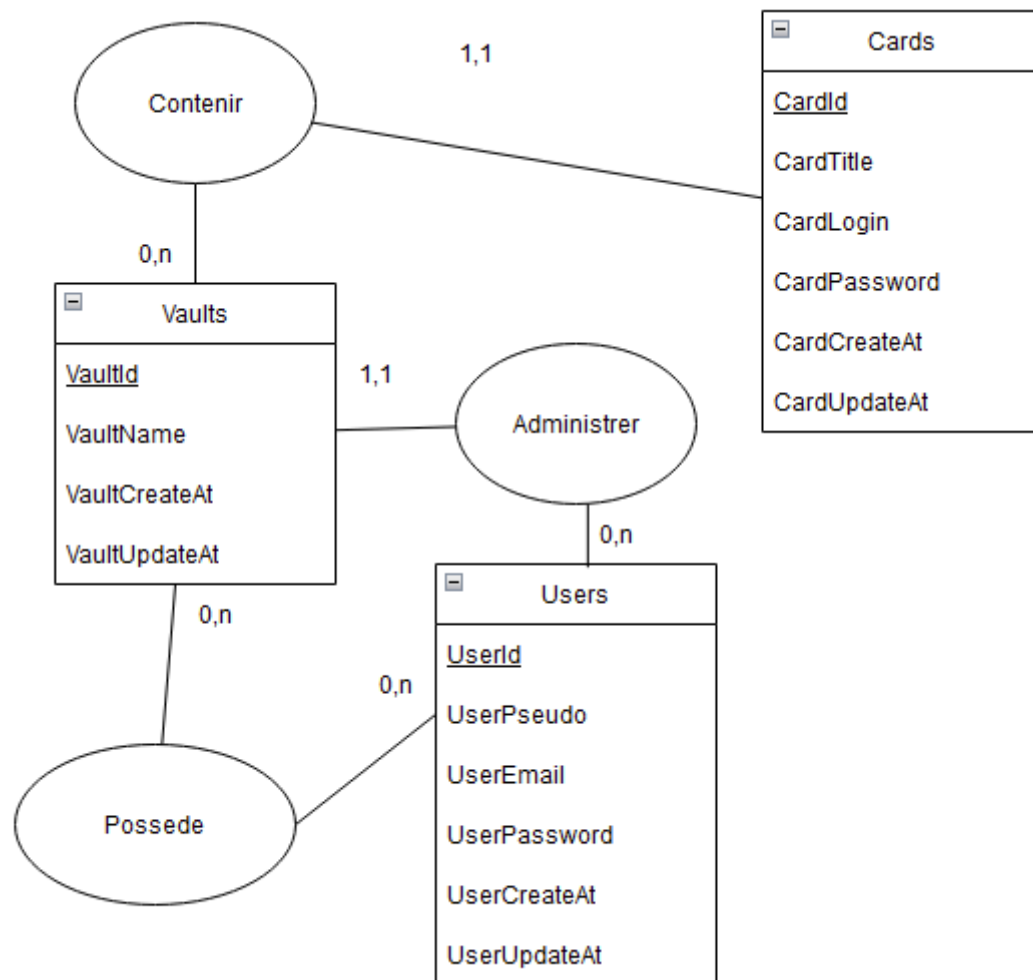 Contenir
1,1
Cards
CardId
CardTitle
CardLogin
CardPassword
CardCreateAt
CardUpdateAt
0,n
Vaults
VaultId
VaultName
VaultCreateAt
VaultUpdateAt
1,1
Administrer
0,n
Users
UserId
UserPseudo
UserEmail
UserPassword
UserCreateAt
UserUpdateAt
0,n
0,n
Possede